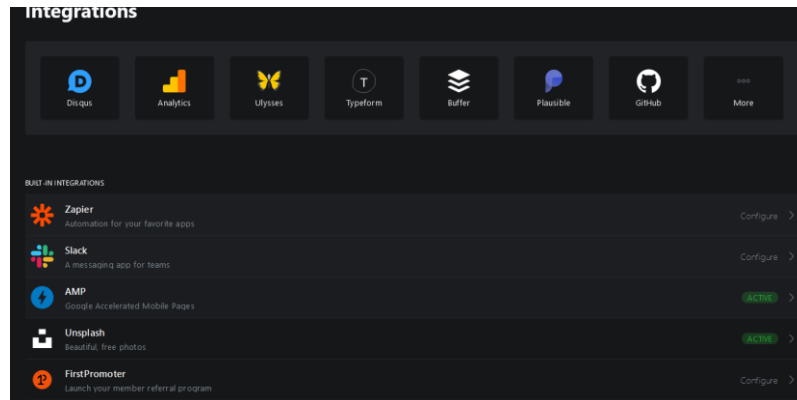 Integrations
Disqus
Analytics
Ulysses
Typeform
Buffer
Plausible
GitHub
More
BUILT-IN INTEGRATIONS
Zapier
Automation for your favorite apps
Configure
Slack
A messaging app for teams
Configure
AMP
Google Accelerated Mobile Pages
ACTIVE
Unsplash
Beautiful, free photos
ACTIVE
FirstPromoter
Launch your member referral program
Configure